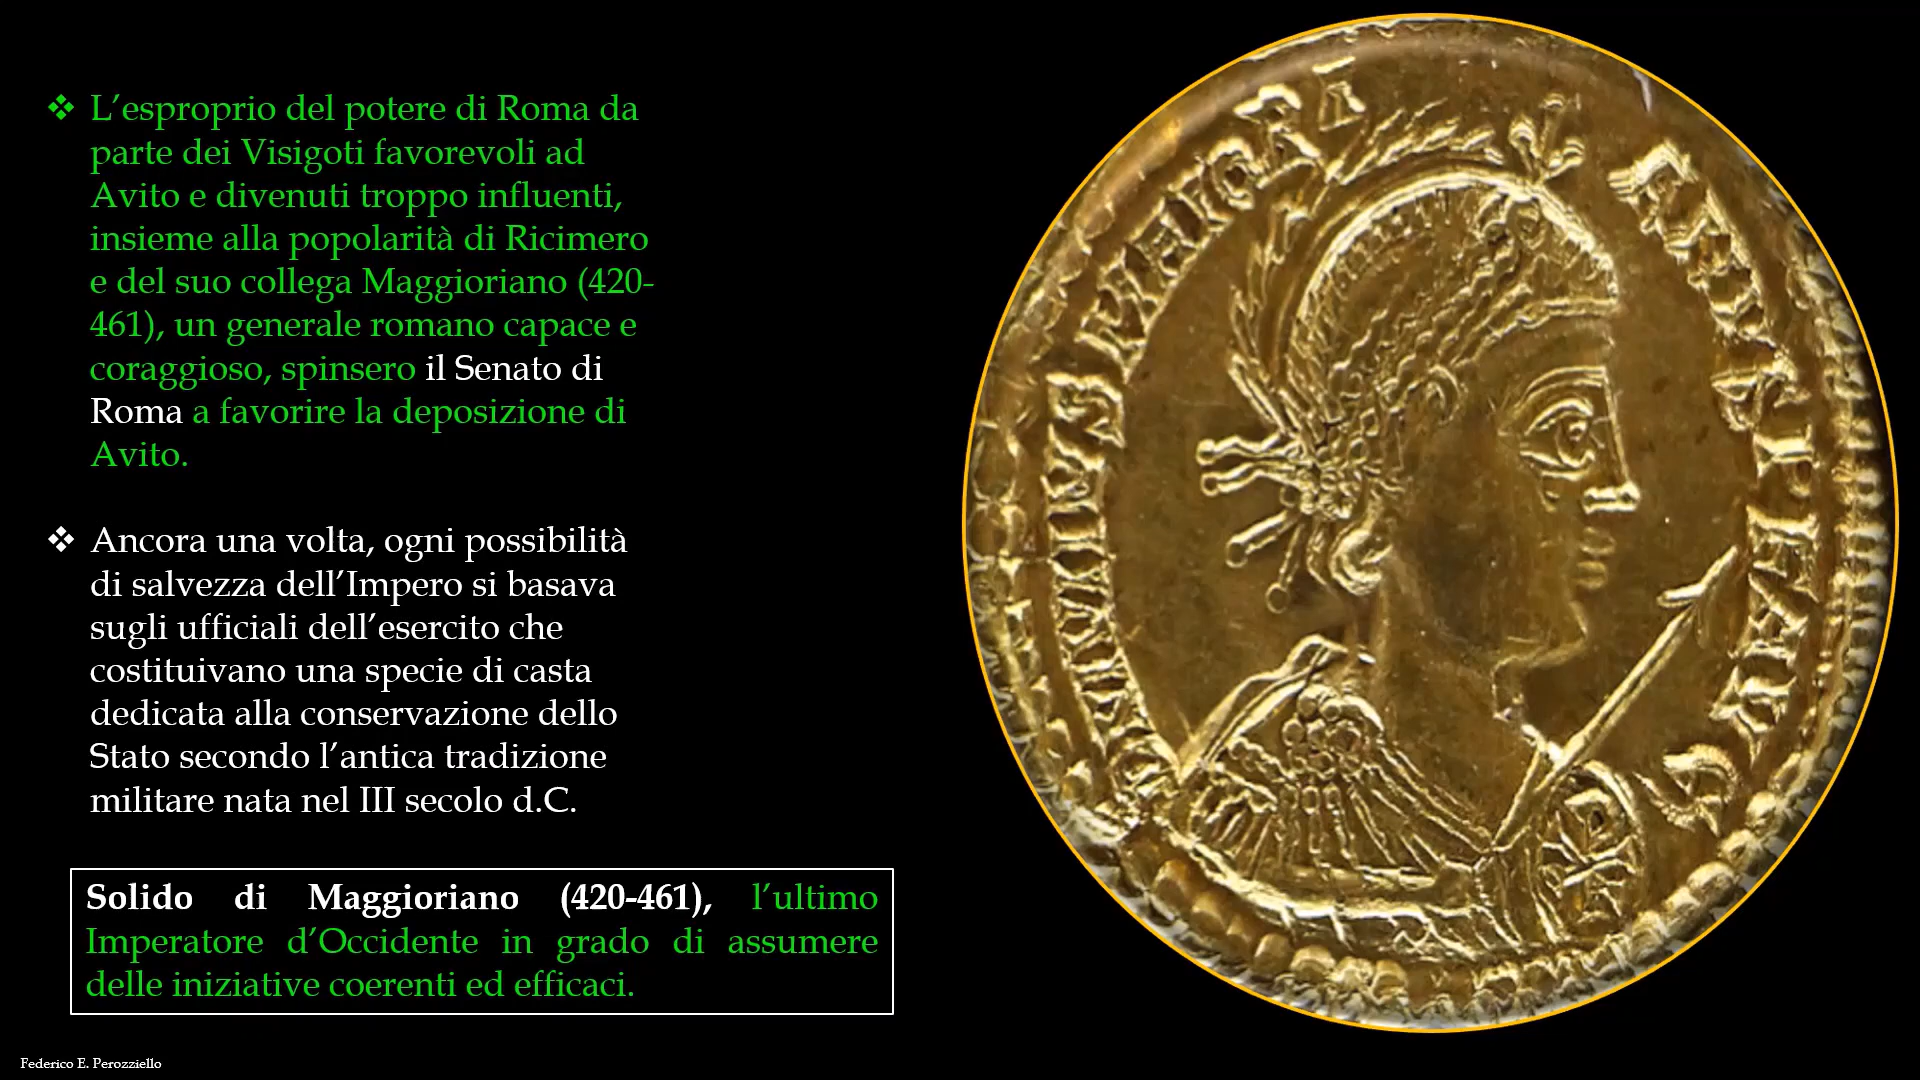 ❖ L’esproprio del potere di Roma da
parte dei Visigoti favorevoli ad
Avito e divenuti troppo influenti,
insieme alla popolarità di Ricimero
e del suo collega Maggioriano (420-
461), un generale romano capace e
coraggioso, spinsero il Senato di
Roma a favorire la deposizione di
Avito.
❖ Ancora una volta, ogni possibilità
di salvezza dell’Impero si basava
sugli ufficiali dell’esercito che
costituivano una specie di casta
dedicata alla conservazione dello
Stato secondo l’antica tradizione
militare nata nel III secolo d.C.
Solido di Maggioriano (420-461), l’ultimo
Imperatore d’Occidente in grado di assumere
delle iniziative coerenti ed efficaci.
Federico E. Perozziello